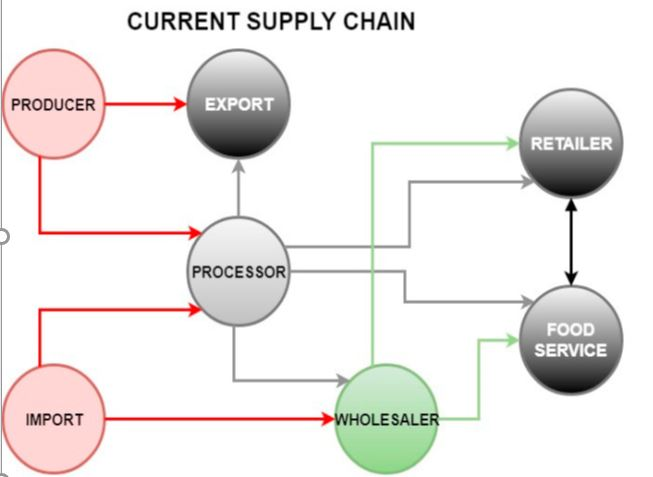 CURRENT SUPPLY CHAIN
PRODUCER
EXPORT
RETAILER
PROCESSOR
FOOD
SERVICE
IMPORT
WHOLESALER